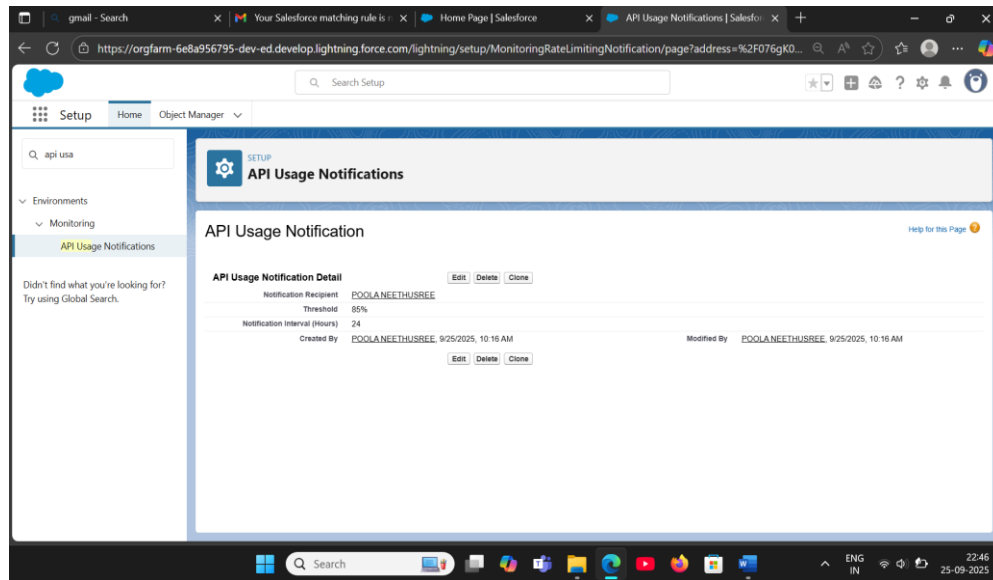 gmail - Search
Your Salesforce matching rule is
Home Page | Salesforce
API Usage Notifications | Salesfor
https://orgfarm-6e8a956795-dev-ed.develop.lightning.force.com/lightning/setup/MonitoringRateLimitingNotification/page?address=%2F076gK0...
Search Setup
Setup
Home
Object Manager
api usa
SETUP
API Usage Notifications
Environments
Monitoring
API Usage Notifications
Didn't find what you're looking for?
Try using Global Search.
API Usage Notification
Help for this Page
API Usage Notification Detail
Edit Delete Clone
Notification Recipient POOLA NEETHUSREE
Threshold 85%
Notification Interval (Hours) 24
Created By POOLA NEETHUSREE, 9/25/2025, 10:16 AM
Modified By POOLA NEETHUSREE, 9/25/2025, 10:16 AM
Edit Delete Clone
Search
ENG
IN
22:46
25-09-2025